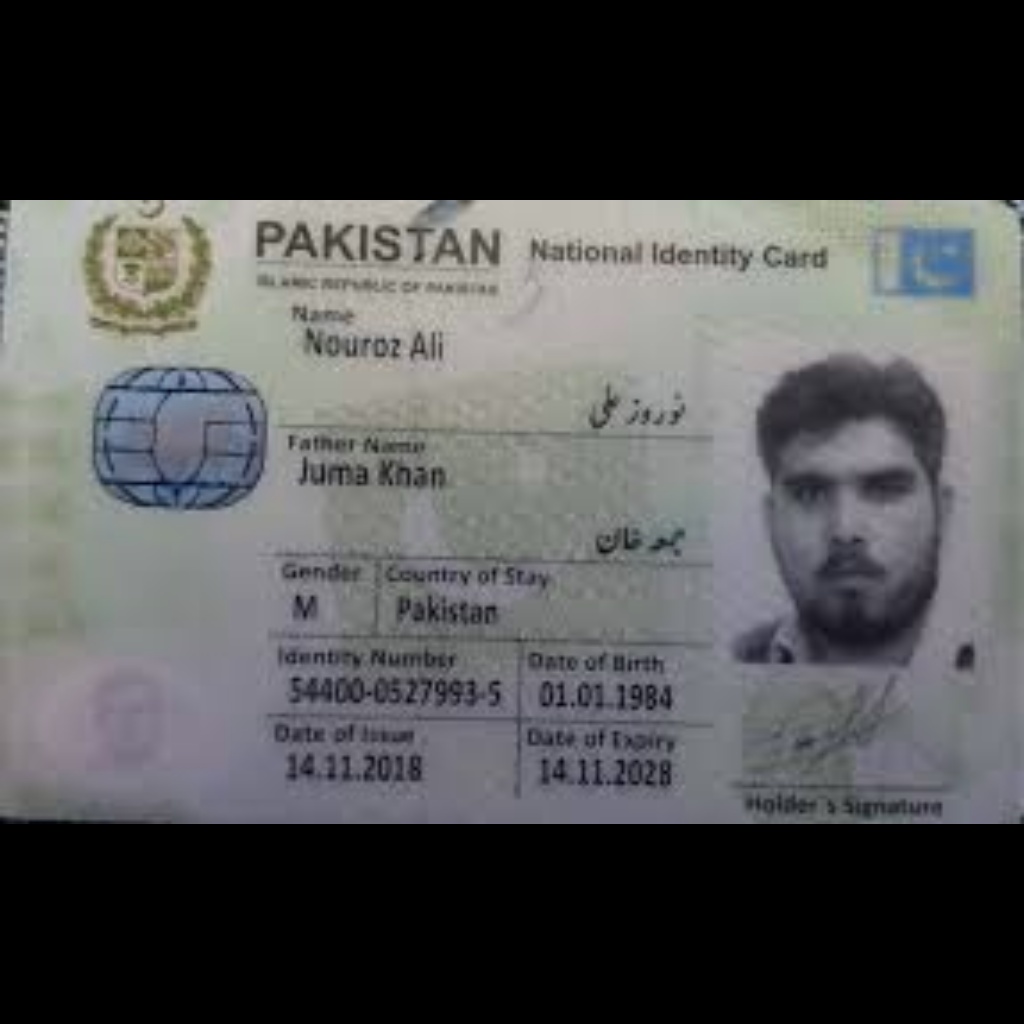 PAKISTAN National Identity Card
ISLAMIC REPUBLIC OF PAKISTAN
Name
Nouroz Ali
نوروز علی
Father Name
Juma Khan
جمعہ خان
Gender Country of Stay
M Pakistan
Identity Number Date of Birth
54400-0527993-5 01.01.1984
Date of Issue Date of Expiry
14.11.2018 14.11.2028
Holder's Signature